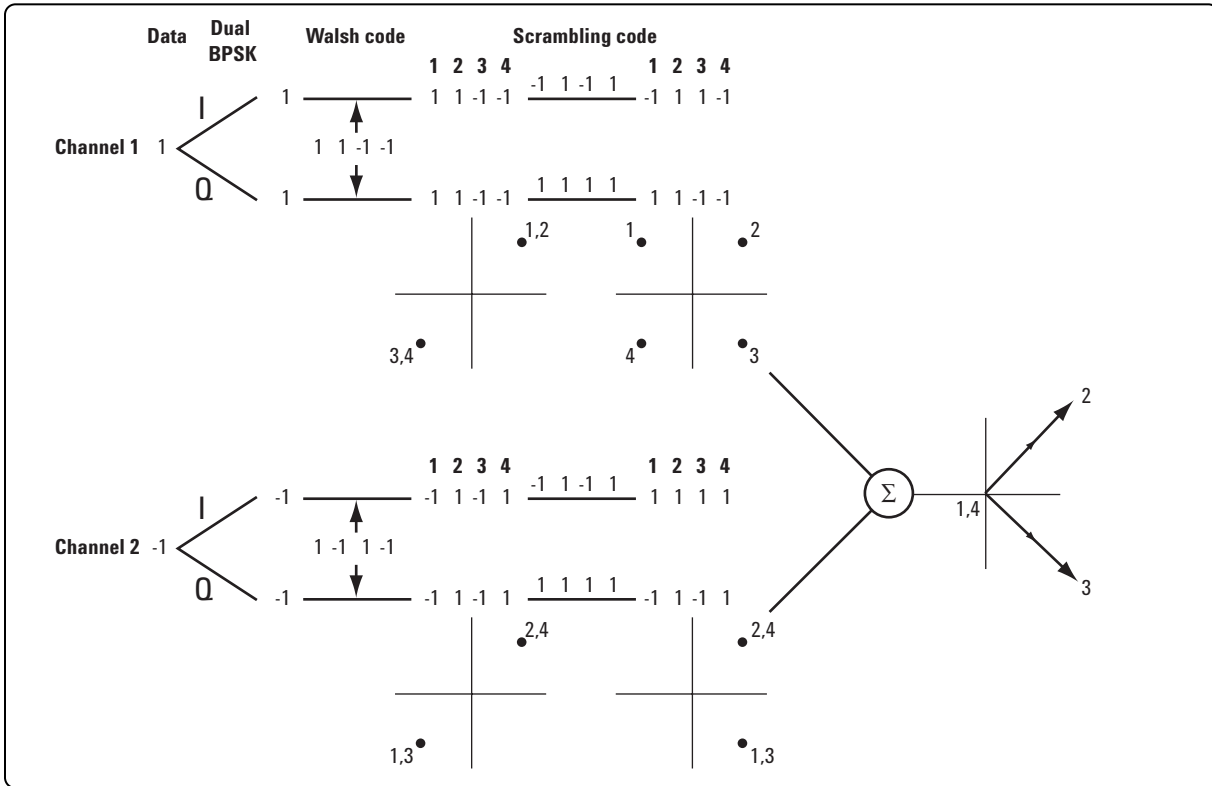 Data Dual BPSK Walsh code Scrambling code
1 2 3 4
-1 1 -1 1
1 2 3 4
I
1
1 1 -1 -1
-1 1 1 -1
Channel 1 1
1 1 -1 -1
Q
1
1 1 -1 -1
1 1 1 1
1 1 -1 -1
1,2
1
2
3,4
4
3
2
1 2 3 4
-1 1 -1 1
1 2 3 4
I
-1
-1 1 -1 1
1 1 1 1
Σ
1,4
Channel 2 -1
1 -1 1 -1
Q
-1
-1 1 -1 1
1 1 1 1
-1 1 -1 1
3
2,4
2,4
1,3
1,3